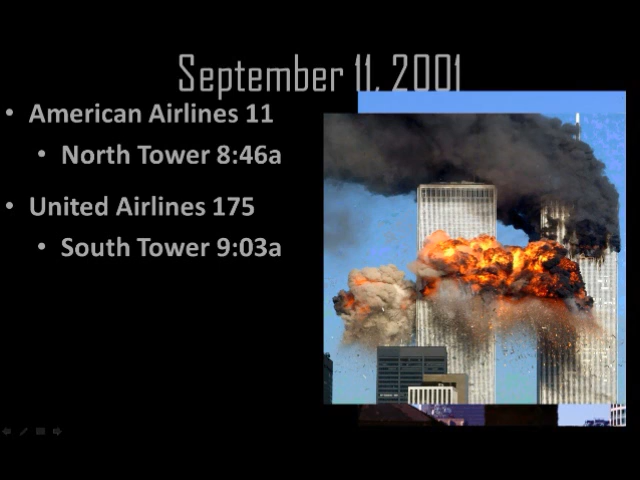 September 11, 2001
• American Airlines 11
• North Tower 8:46a
• United Airlines 175
• South Tower 9:03a